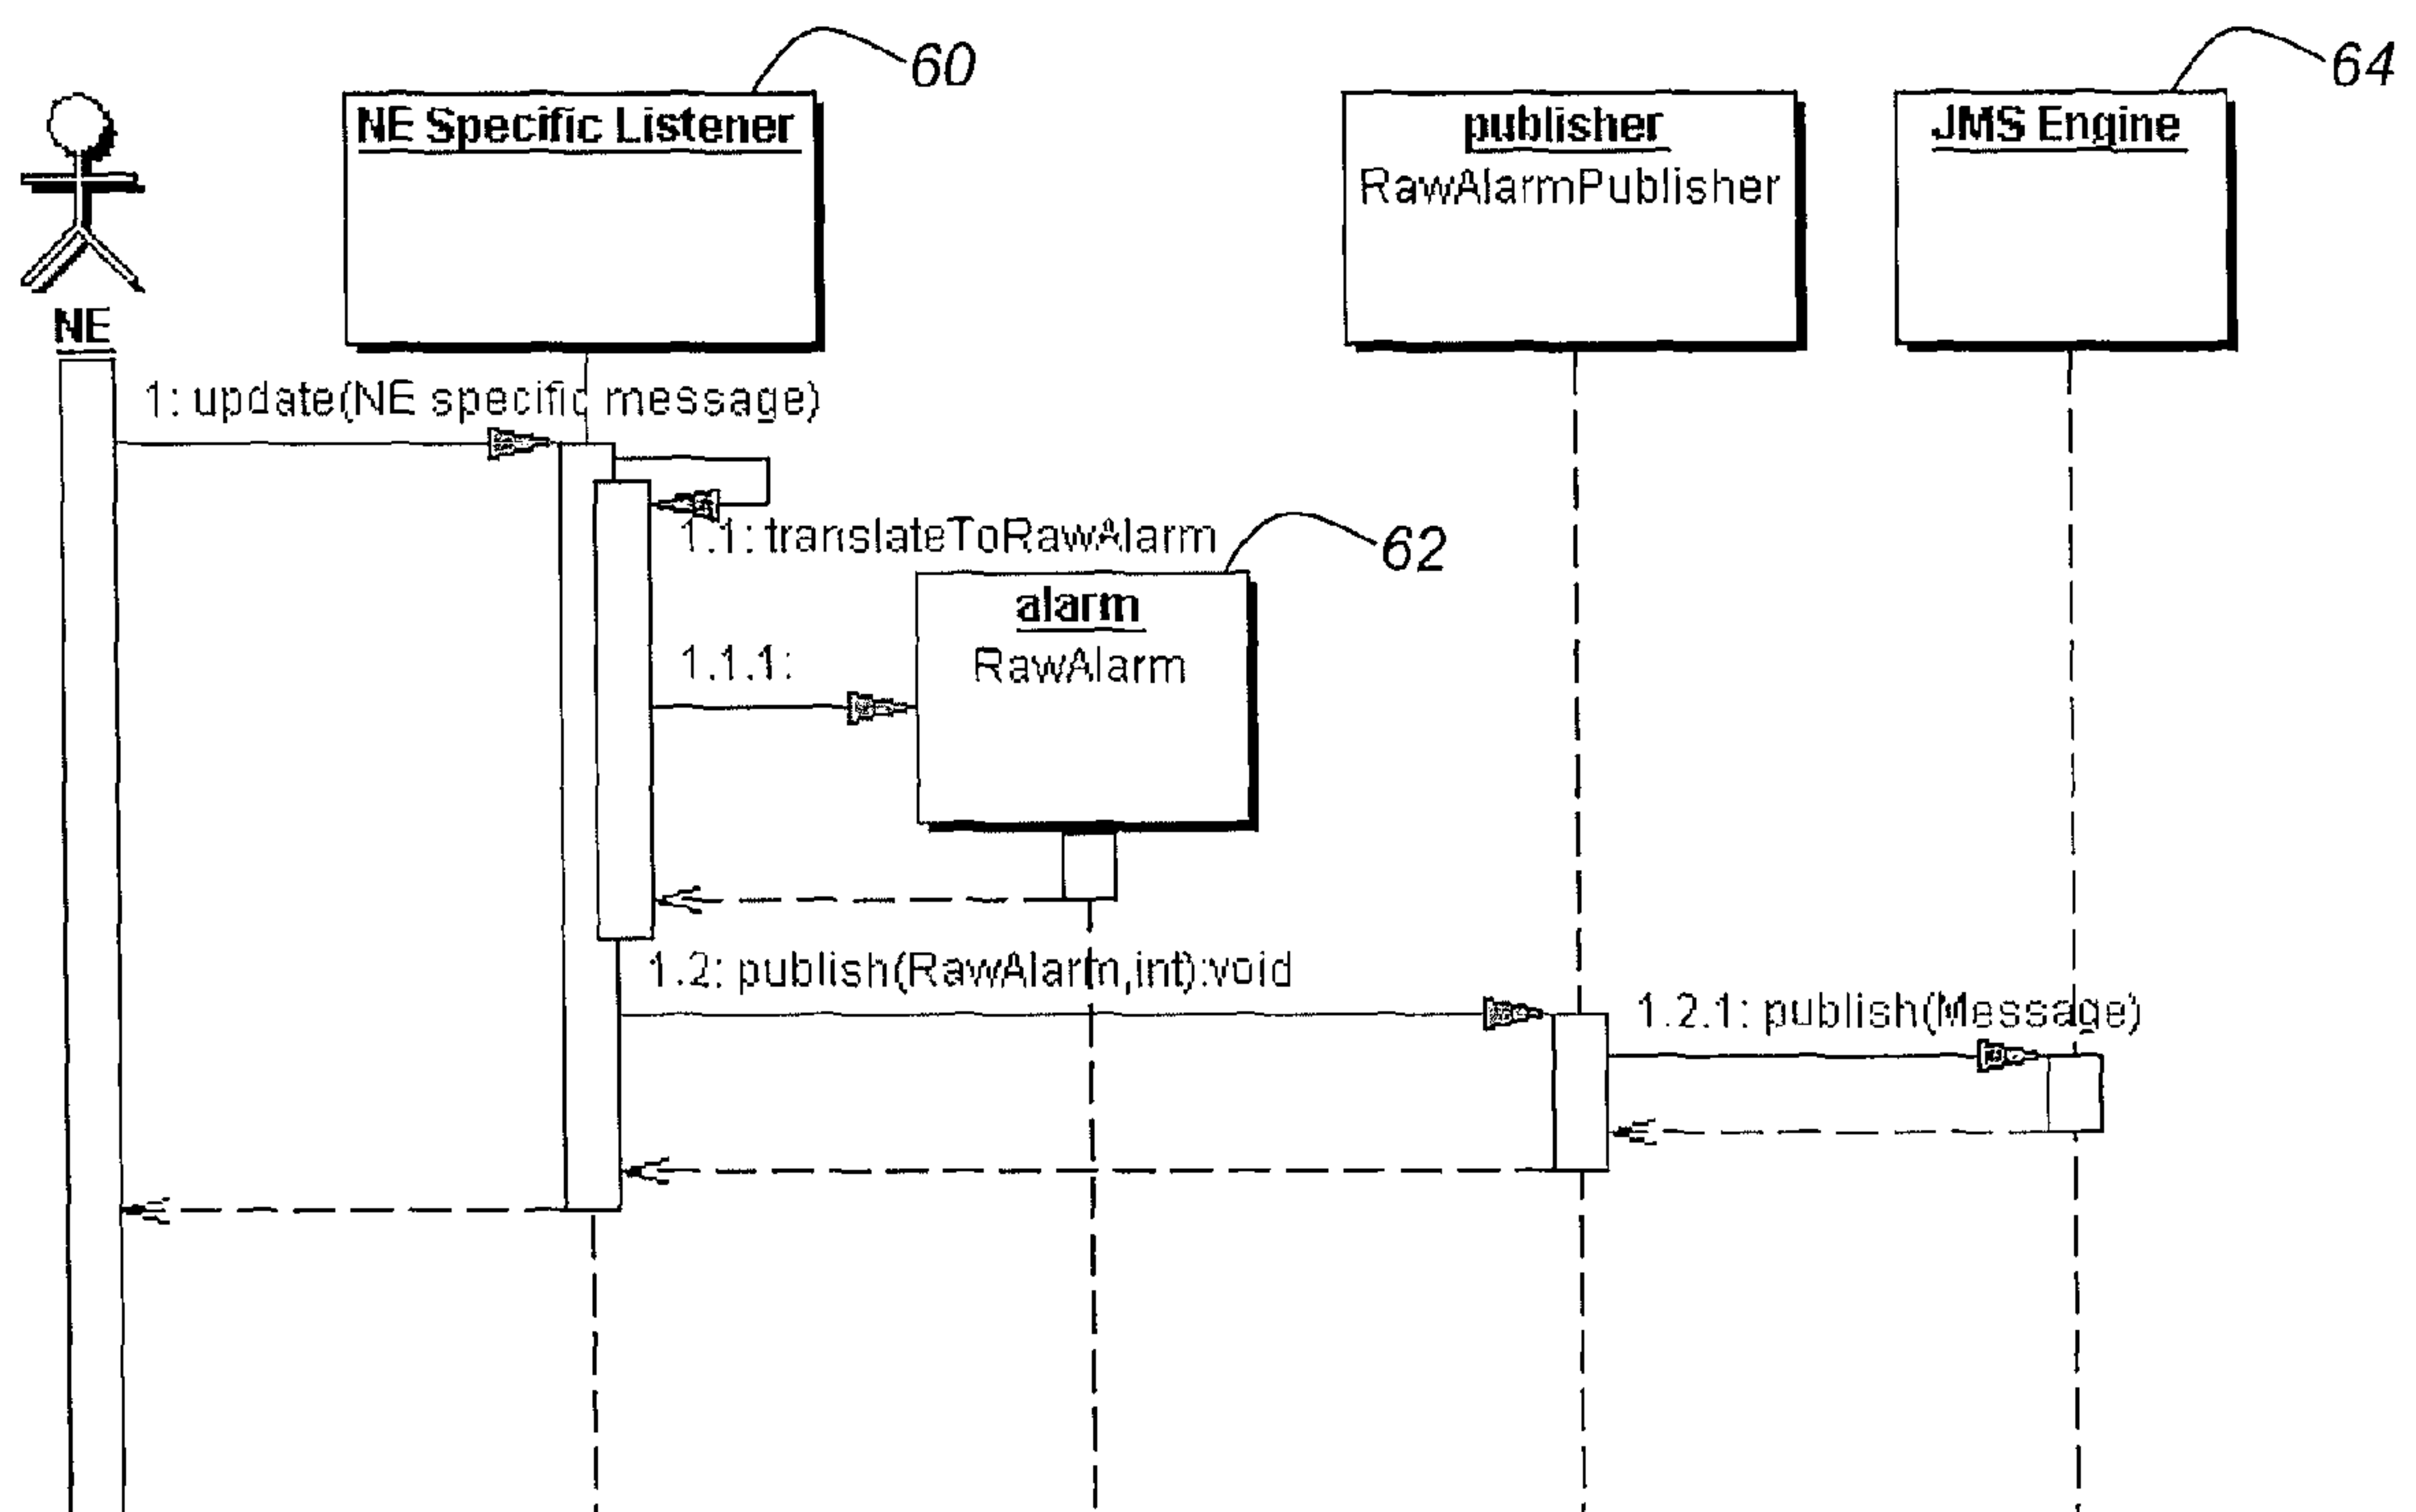 60
64
NE Specific Listener
publisher
RawAlarmPublisher
JMS Engine
NE
1: update(NE specific message)
1.1: translateToRawAlarm
62
alarm
RawAlarm
1.1.1:
1.2: publish(RawAlarm,int):void
1.2.1: publish(Message)